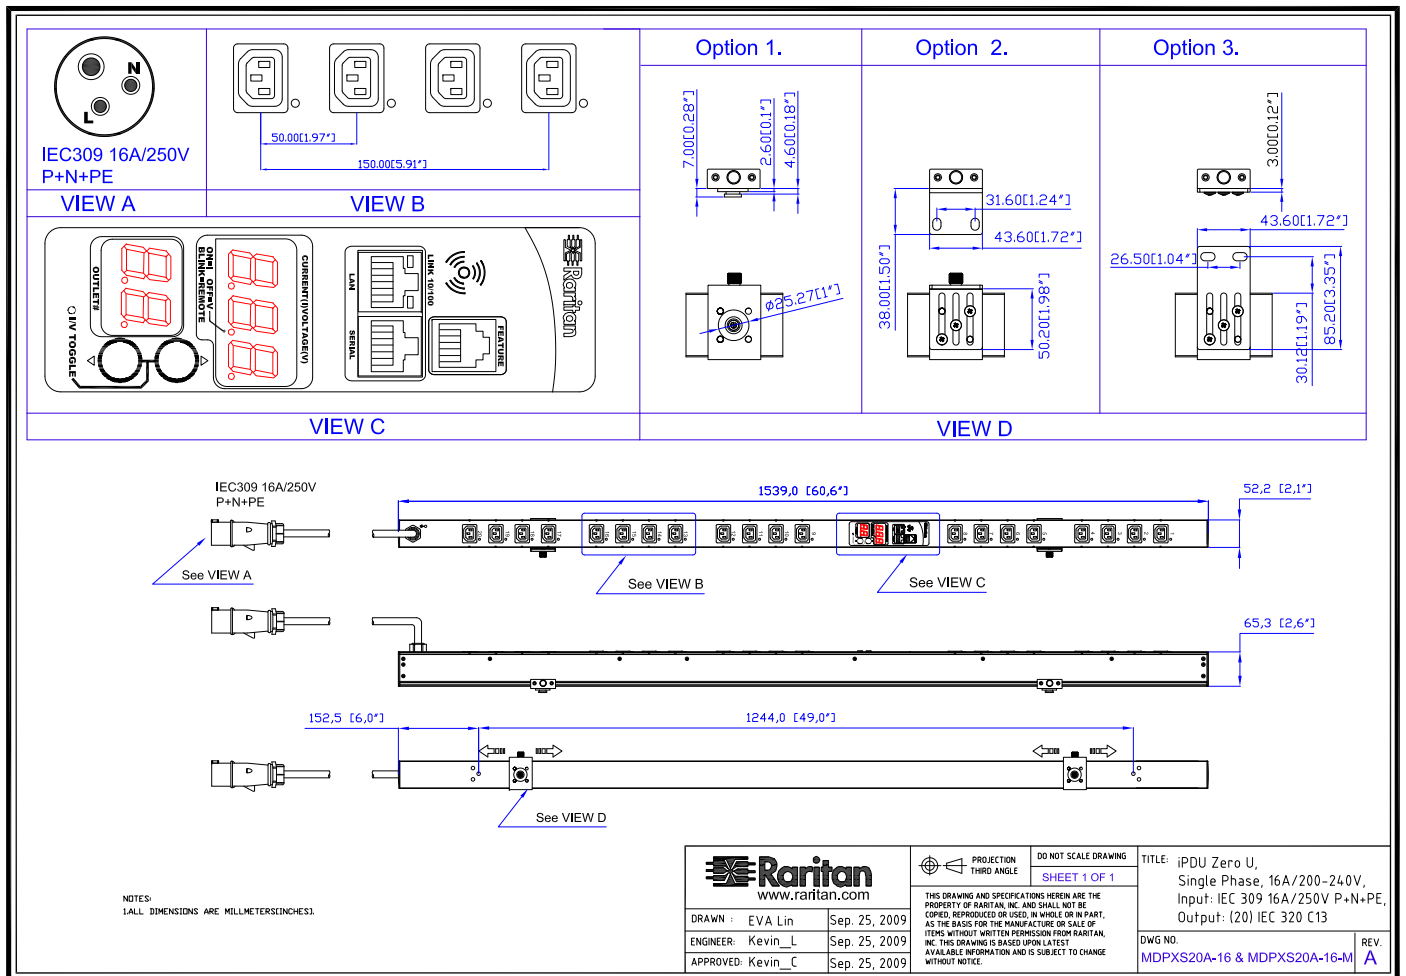 N
L
IEC309 16A/250V
P+N+PE
VIEW A
50.00[1.97"]
150.00[5.91"]
VIEW B
OUTLET#
I/V TOGGLE
ON=I OFF=V
BLINK=REMOTE
CURRENT(I)/VOLTAGE(V)
LAN
LINK 10/100
SERIAL
FEATURE
Raritan
VIEW C
Option 1.
7.00[0.28"]
2.60[0.1"]
4.60[0.18"]
ø25.27[1"]
Option 2.
31.60[1.24"]
43.60[1.72"]
38.00[1.50"]
50.20[1.98"]
Option 3.
3.00[0.12"]
43.60[1.72"]
26.50[1.04"]
30.12[1.19"]
85.20[3.35"]
VIEW D
IEC309 16A/250V
P+N+PE
1539,0 [60,6"]
52,2 [2,1"]
See VIEW A
See VIEW B
See VIEW C
65,3 [2,6"]
152,5 [6,0"]
1244,0 [49,0"]
See VIEW D
NOTES:
1.ALL DIMENSIONS ARE MILLMETERS[INCHES].
Raritan
www.raritan.com
DRAWN : EVA Lin Sep. 25, 2009
ENGINEER: Kevin_L Sep. 25, 2009
APPROVED: Kevin_C Sep. 25, 2009
PROJECTION
THIRD ANGLE
DO NOT SCALE DRAWING
SHEET 1 OF 1
THIS DRAWING AND SPECIFICATIONS HEREIN ARE THE
PROPERTY OF RARITAN, INC. AND SHALL NOT BE
COPIED, REPRODUCED OR USED, IN WHOLE OR IN PART,
AS THE BASIS FOR THE MANUFACTURE OR SALE OF
ITEMS WITHOUT WRITTEN PERMISSION FROM RARITAN,
INC. THIS DRAWING IS BASED UPON LATEST
AVAILABLE INFORMATION AND IS SUBJECT TO CHANGE
WITHOUT NOTICE.
TITLE: iPDU Zero U,
Single Phase, 16A/200-240V,
Input: IEC 309 16A/250V P+N+PE,
Output: (20) IEC 320 C13
DWG NO.
MDPXS20A-16 & MDPXS20A-16-M
REV.
A